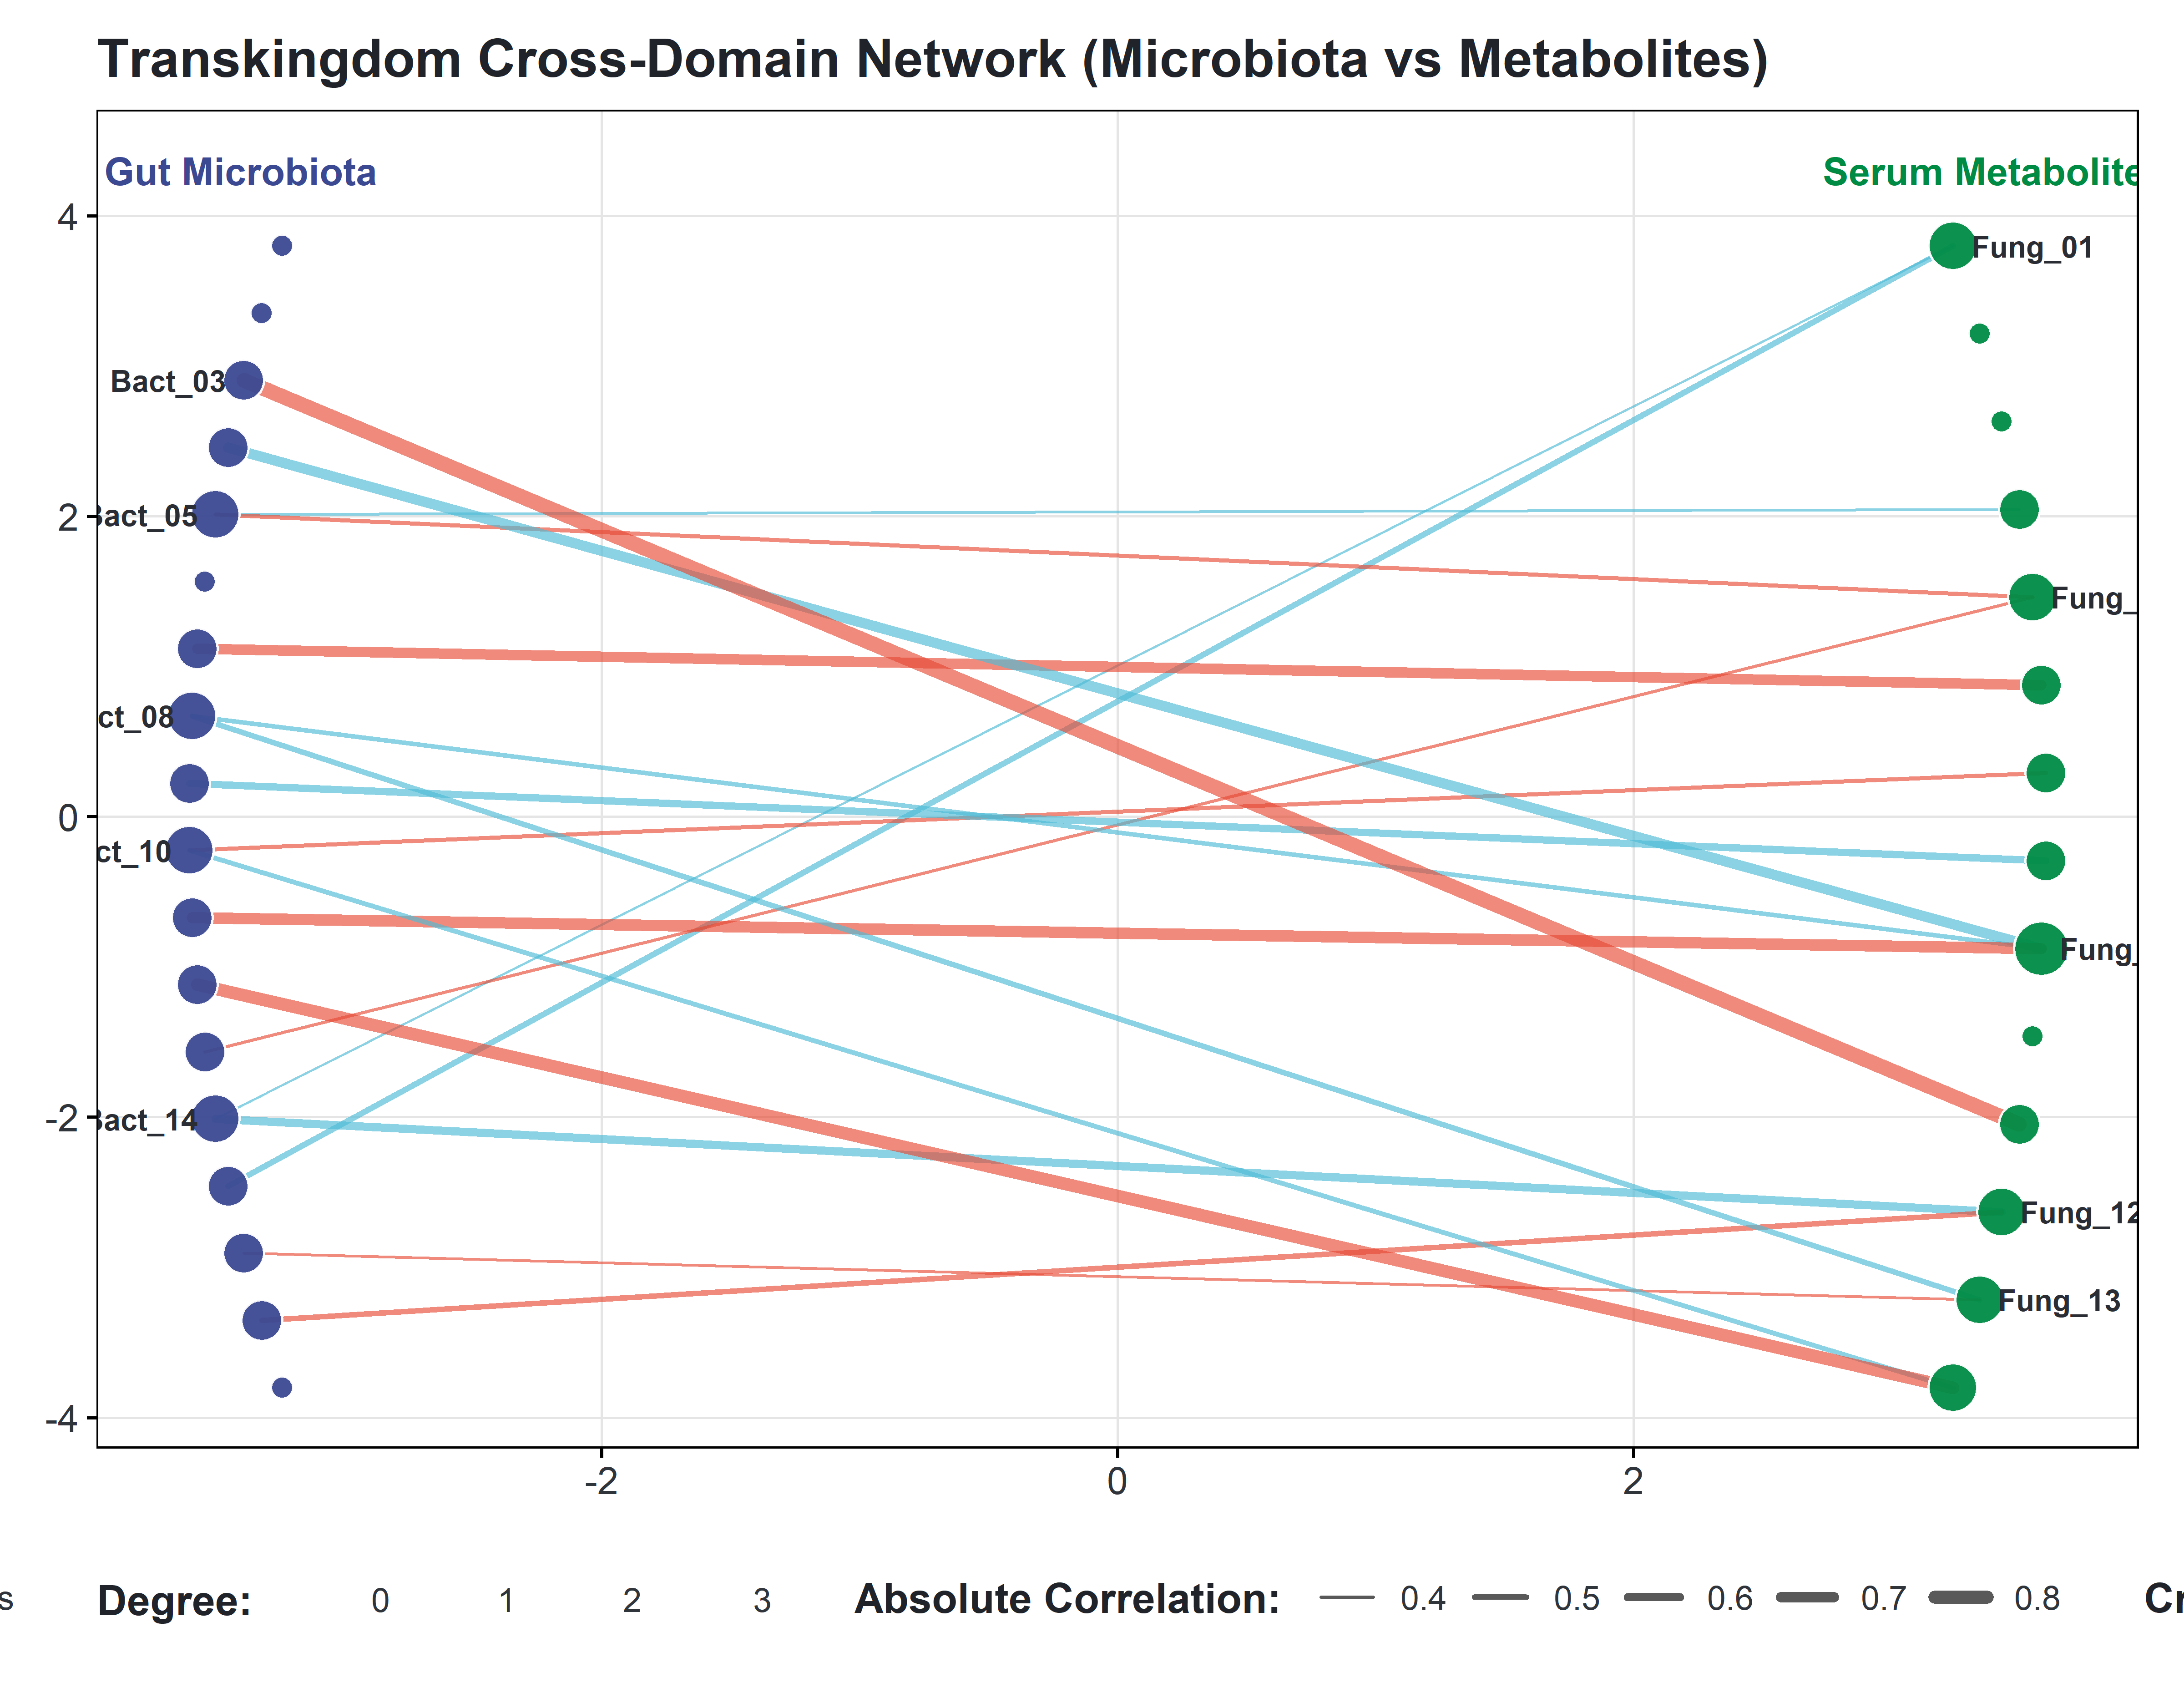 Transkingdom Cross-Domain Network (Microbiota vs Metabolites)
Gut Microbiota
Serum Metabolite
4
2
0
-2
-4
Bact_03
act_05
ct_08
ct_10
act_14
Fung_01
Fung_
Fung_
Fung_12
Fung_13
-2
0
2
s
Degree:
0
1
2
3
Absolute Correlation:
0.4
0.5
0.6
0.7
0.8
Cr